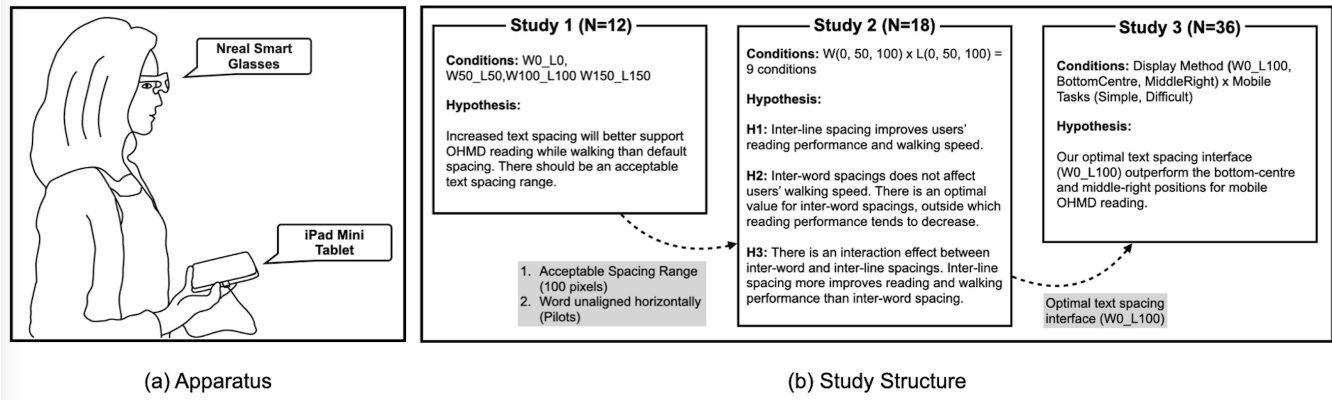 Nreal Smart
Glasses
iPad Mini
Tablet
(a) Apparatus
Study 1 (N=12)
Conditions: W0_L0,
W50_L50,W100_L100 W150_L150
Hypothesis:
Increased text spacing will better support
OHMD reading while walking than default
spacing. There should be an acceptable
text spacing range.
1. Acceptable Spacing Range
(100 pixels)
2. Word unaligned horizontally
(Pilots)
Study 2 (N=18)
Conditions: W(0, 50, 100) x L(0, 50, 100) =
9 conditions
Hypothesis:
H1: Inter-line spacing improves users'
reading performance and walking speed.
H2: Inter-word spacings does not affect
users' walking speed. There is an optimal
value for inter-word spacings, outside which
reading performance tends to decrease.
H3: There is an interaction effect between
inter-word and inter-line spacings. Inter-line
spacing more improves reading and walking
performance than inter-word spacing.
Study 3 (N=36)
Conditions: Display Method (W0_L100,
BottomCentre, MiddleRight) x Mobile
Tasks (Simple, Difficult)
Hypothesis:
Our optimal text spacing interface
(W0_L100) outperform the bottom-centre
and middle-right positions for mobile
OHMD reading.
Optimal text spacing
interface (W0_L100)
(b) Study Structure